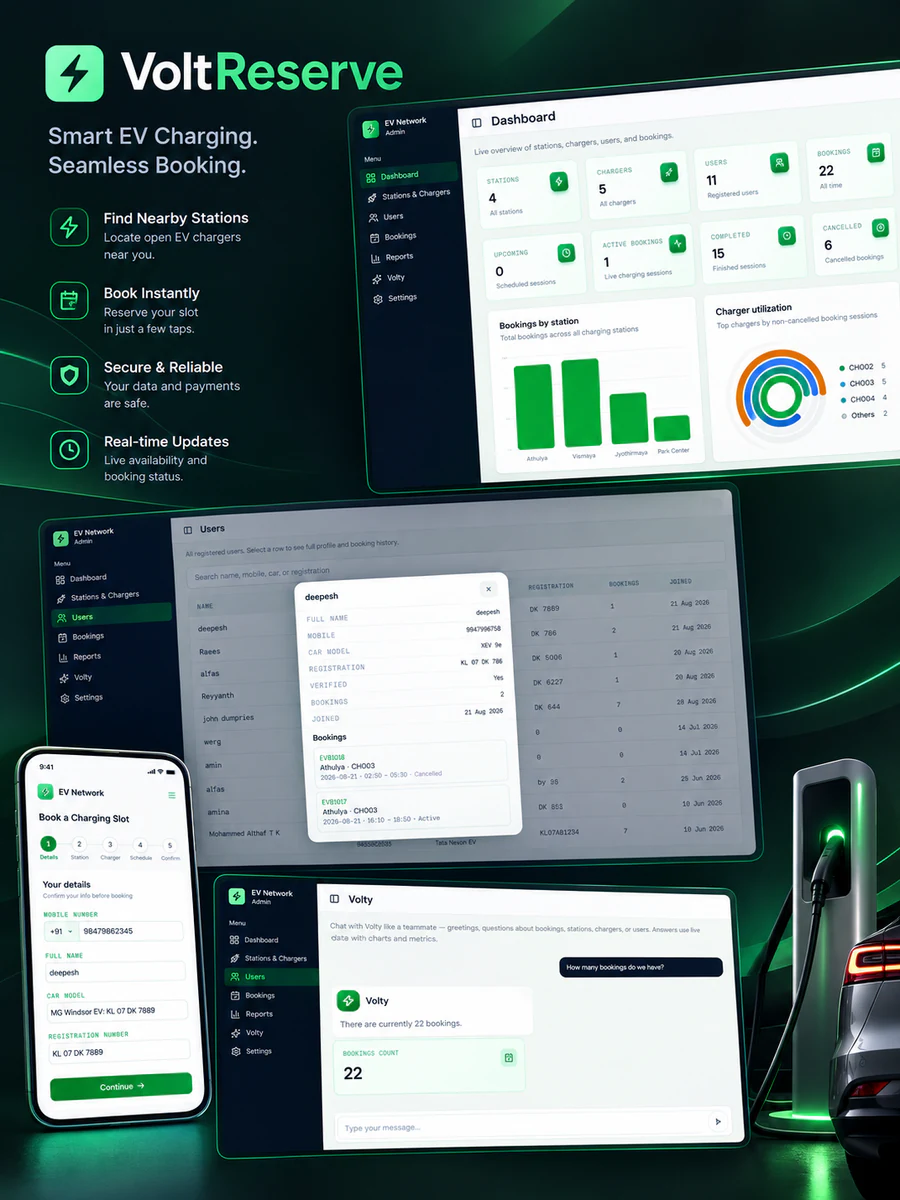 VoltReserve
Smart EV Charging.
Seamless Booking.
Find Nearby Stations
Locate open EV chargers
near you.
Book Instantly
Reserve your slot
in just a few taps.
Secure & Reliable
Your data and payments
are safe.
Real-time Updates
Live availability and
booking status.
EV Network
Admin
Menu
Dashboard
Stations & Chargers
Users
Bookings
Reports
Volty
Settings
Dashboard
Live overview of stations, chargers, users, and bookings.
STATIONS
4
All stations
CHARGERS
5
All chargers
USERS
11
Registered users
BOOKINGS
22
All time
UPCOMING
0
Scheduled sessions
ACTIVE BOOKINGS
1
Live charging sessions
COMPLETED
15
Finished sessions
CANCELLED
6
Cancelled bookings
Bookings by station
Total bookings across all charging stations
Athulya Vismaya Jyothirmaya Park Center
Charger utilization
Top chargers by non-cancelled booking sessions
CH002 5
CH003 5
CH004 4
Others 2
EV Network
Admin
Menu
Dashboard
Stations & Chargers
Users
Bookings
Reports
Volty
Settings
Users
All registered users. Select a row to see full profile and booking history.
Search name, mobile, car, or registration
NAME REGISTRATION BOOKINGS JOINED
deepesh DK 7889 1 21 Aug 2026
Raees DK 786 2 21 Aug 2026
alfas DK 5006 1 20 Aug 2026
Reyyanth DK 6227 1 20 Aug 2026
john dumpries DK 644 7 28 Aug 2026
werg 0 0 14 Jul 2026
amin 0 0 14 Jul 2026
alfas by 36 2 25 Jun 2026
amina DK 853 0 10 Jun 2026
Mohammed Althaf T K Tata Nexon EV KL07AB1234 7 10 Jun 2026
deepesh
FULL NAME deepesh
MOBILE 9947996758
CAR MODEL XEV 9e
REGISTRATION KL 07 DK 786
VERIFIED Yes
BOOKINGS 2
JOINED 21 Aug 2026
Bookings
EVB1018
Athulya · CH003
2026-08-21 · 02:50 – 05:30 · Cancelled
EVB1017
Athulya · CH003
2026-08-21 · 16:10 – 18:50 · Active
9:41
EV Network
Book a Charging Slot
1 2 3 4 5
Details Station Charger Schedule Confirm
Your details
Confirm your info before booking
MOBILE NUMBER
+91 98479862345
FULL NAME
deepesh
CAR MODEL
MG Windsor EV: KL 07 DK 7889
REGISTRATION NUMBER
KL 07 DK 7889
Continue →
EV Network
Admin
Menu
Dashboard
Stations & Chargers
Users
Bookings
Reports
Volty
Settings
Volty
Chat with Volty like a teammate — greetings, questions about bookings, stations, chargers, or users. Answers use live
data with charts and metrics.
How many bookings do we have?
Volty
There are currently 22 bookings.
BOOKINGS COUNT
22
Type your message...